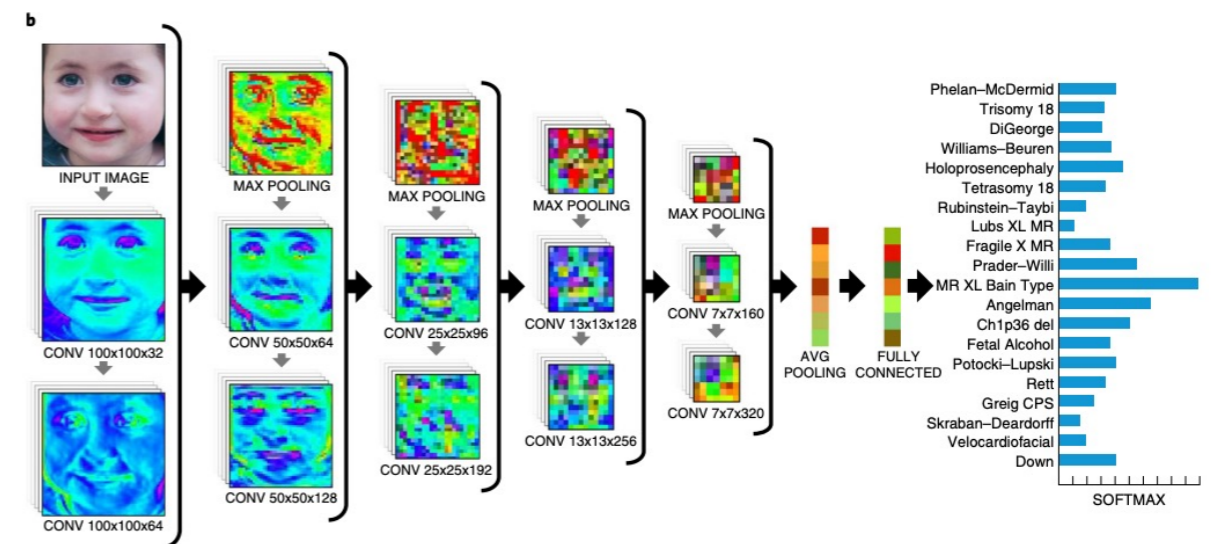 b
INPUT IMAGE
CONV 100x100x32
CONV 100x100x64
MAX POOLING
CONV 50x50x64
CONV 50x50x128
MAX POOLING
CONV 25x25x96
CONV 25x25x192
MAX POOLING
CONV 13x13x128
CONV 13x13x256
MAX POOLING
CONV 7x7x160
CONV 7x7x320
AVG
POOLING
FULLY
CONNECTED
Phelan–McDermid
Trisomy 18
DiGeorge
Williams–Beuren
Holoprosencephaly
Tetrasomy 18
Rubinstein–Taybi
Lubs XL MR
Fragile X MR
Prader–Willi
MR XL Bain Type
Angelman
Ch1p36 del
Fetal Alcohol
Potocki–Lupski
Rett
Greig CPS
Skraban–Deardorff
Velocardiofacial
Down
SOFTMAX